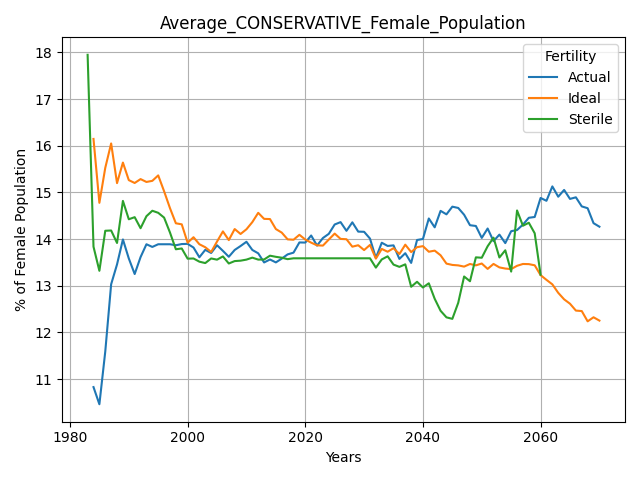 Average_CONSERVATIVE_Female_Population
% of Female Population
18
17
16
15
14
13
12
11
1980
2000
2020
2040
2060
Years
Fertility
Actual
Ideal
Sterile